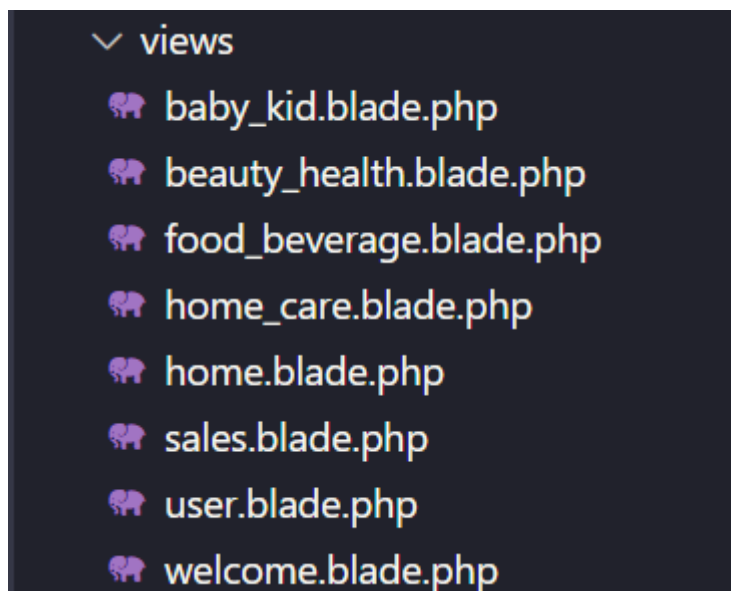 views
baby_kid.blade.php
beauty_health.blade.php
food_beverage.blade.php
home_care.blade.php
home.blade.php
sales.blade.php
user.blade.php
welcome.blade.php